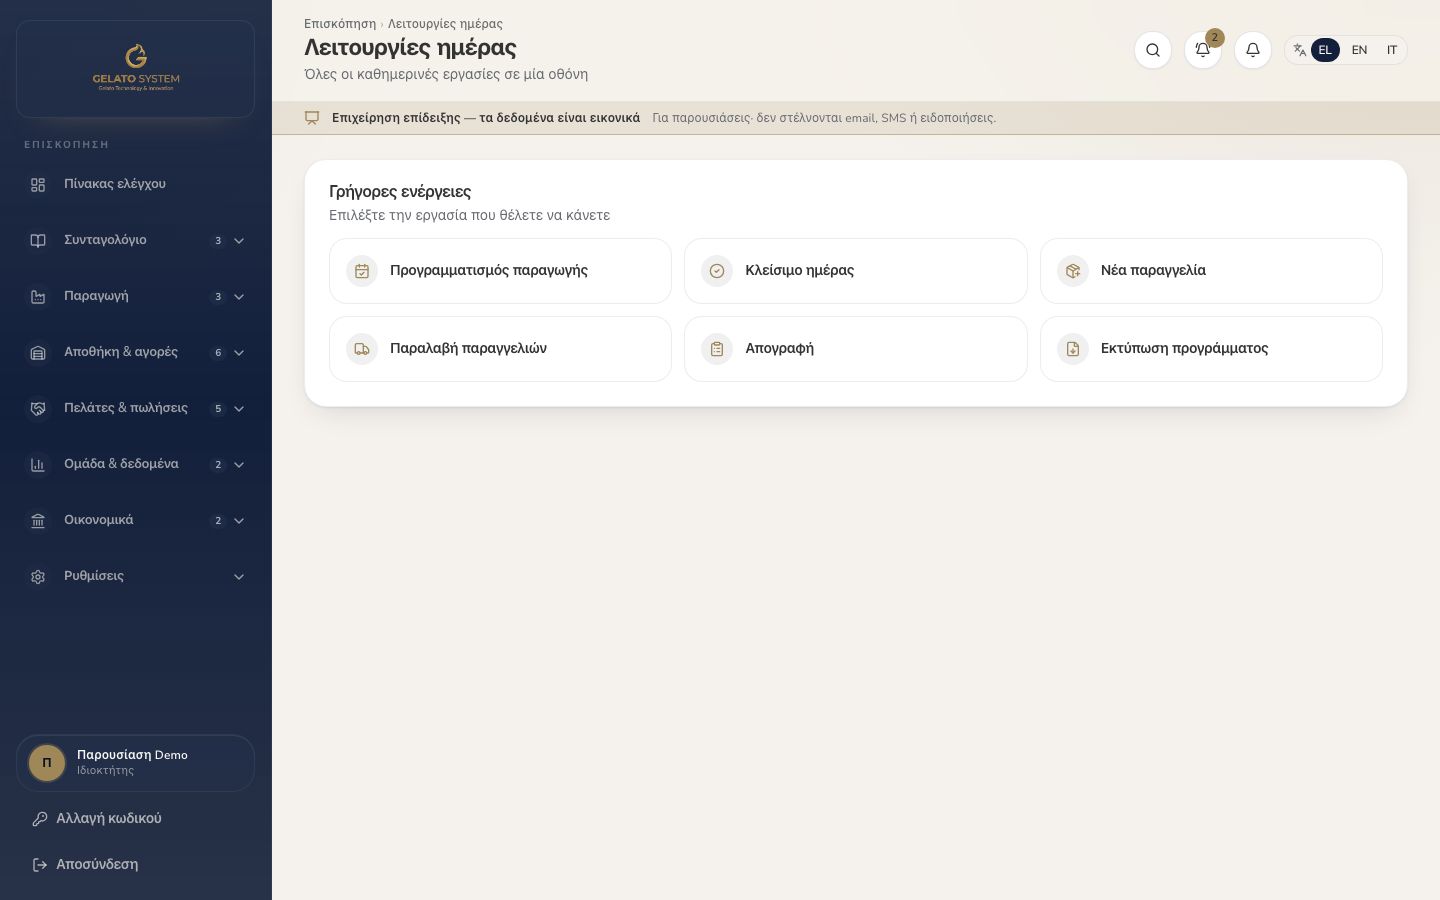 GELATO SYSTEM
Gelato Technology & Innovation
ΕΠΙΣΚΟΠΗΣΗ
Πίνακας ελέγχου
Συνταγολόγιο 3
Παραγωγή 3
Αποθήκη & αγορές 6
Πελάτες & πωλήσεις 5
Ομάδα & δεδομένα 2
Οικονομικά 2
Ρυθμίσεις
Π
Παρουσίαση Demo
Ιδιοκτήτης
Αλλαγή κωδικού
Αποσύνδεση
Επισκόπηση › Λειτουργίες ημέρας
Λειτουργίες ημέρας
Όλες οι καθημερινές εργασίες σε μία οθόνη
2
EL EN IT
Επιχείρηση επίδειξης — τα δεδομένα είναι εικονικά Για παρουσιάσεις· δεν στέλνονται email, SMS ή ειδοποιήσεις.
Γρήγορες ενέργειες
Επιλέξτε την εργασία που θέλετε να κάνετε
Προγραμματισμός παραγωγής
Κλείσιμο ημέρας
Νέα παραγγελία
Παραλαβή παραγγελιών
Απογραφή
Εκτύπωση προγράμματος